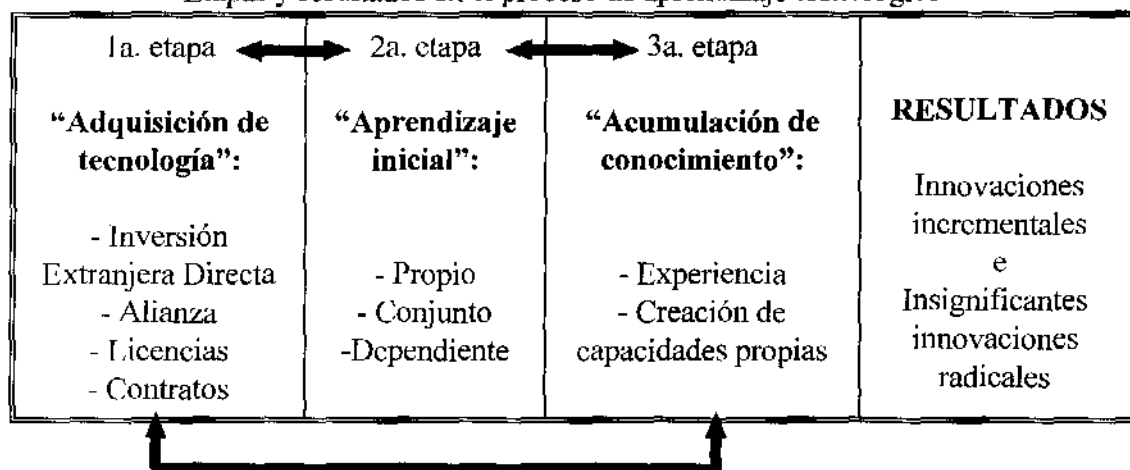 1a. etapa
"Adquisición de
tecnología":
- Inversión
Extranjera Directa
- Alianza
- Licencias
- Contratos
2a. etapa
"Aprendizaje
inicial":
- Propio
- Conjunto
-Dependiente
3a. etapa
"Acumulación de
conocimiento":
- Experiencia
- Creación de
capacidades propias
RESULTADOS
Innovaciones
incrementales
e
Insignificantes
innovaciones
radicales